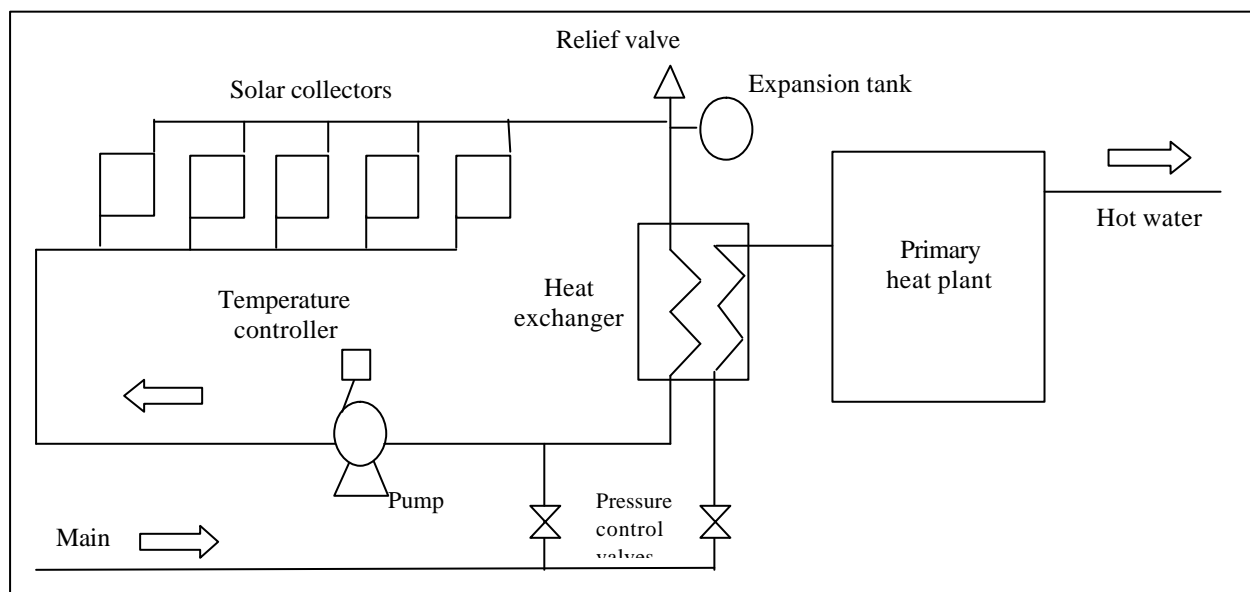 Relief valve
Solar collectors
Expansion tank
Hot water
Primary
heat plant
Heat
exchanger
Temperature
controller
Pump
Pressure
control
valves
Main